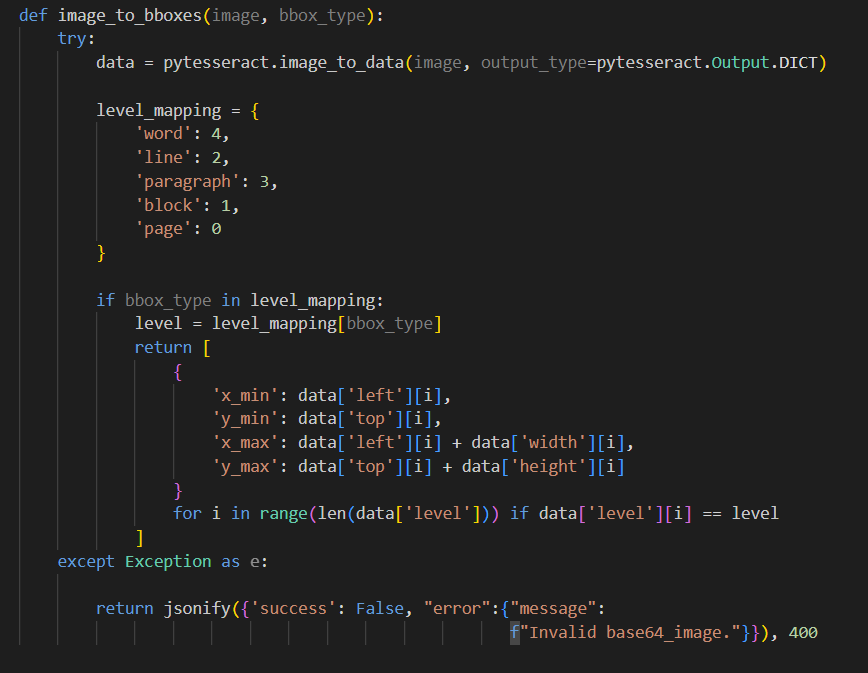 def image_to_bboxes(image, bbox_type):
    try:
        data = pytesseract.image_to_data(image, output_type=pytesseract.Output.DICT)

        level_mapping = {
            'word': 4,
            'line': 2,
            'paragraph': 3,
            'block': 1,
            'page': 0
        }

        if bbox_type in level_mapping:
            level = level_mapping[bbox_type]
            return [
                {
                    'x_min': data['left'][i],
                    'y_min': data['top'][i],
                    'x_max': data['left'][i] + data['width'][i],
                    'y_max': data['top'][i] + data['height'][i]
                }
                for i in range(len(data['level'])) if data['level'][i] == level
            ]
    except Exception as e:

        return jsonify({'success': False, "error":{"message":
                                                   f"Invalid base64_image."}}), 400